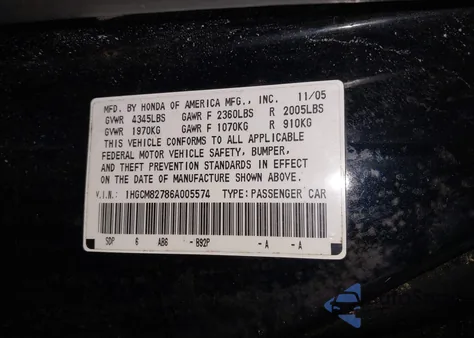 MFD. BY HONDA OF AMERICA MFG., INC. 11/05
GVWR 4345LBS GAWR F 2360LBS R 2005LBS
GVWR 1970KG GAWR F 1070KG R 910KG
THIS VEHICLE CONFORMS TO ALL APPLICABLE
FEDERAL MOTOR VEHICLE SAFETY, BUMPER,
AND THEFT PREVENTION STANDARDS IN EFFECT
ON THE DATE OF MANUFACTURE SHOWN ABOVE.
V.I.N.: 1HGCM82786A005574 TYPE: PASSENGER CAR
SDP 6 AB6 - B92P - A - A